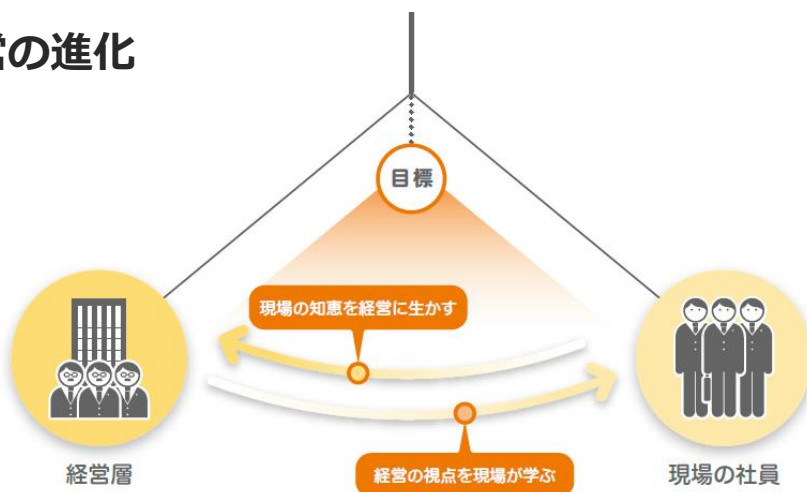 営の進化
目標
現場の知恵を経営に生かす
経営の視点を現場が学ぶ
経営層
現場の社員